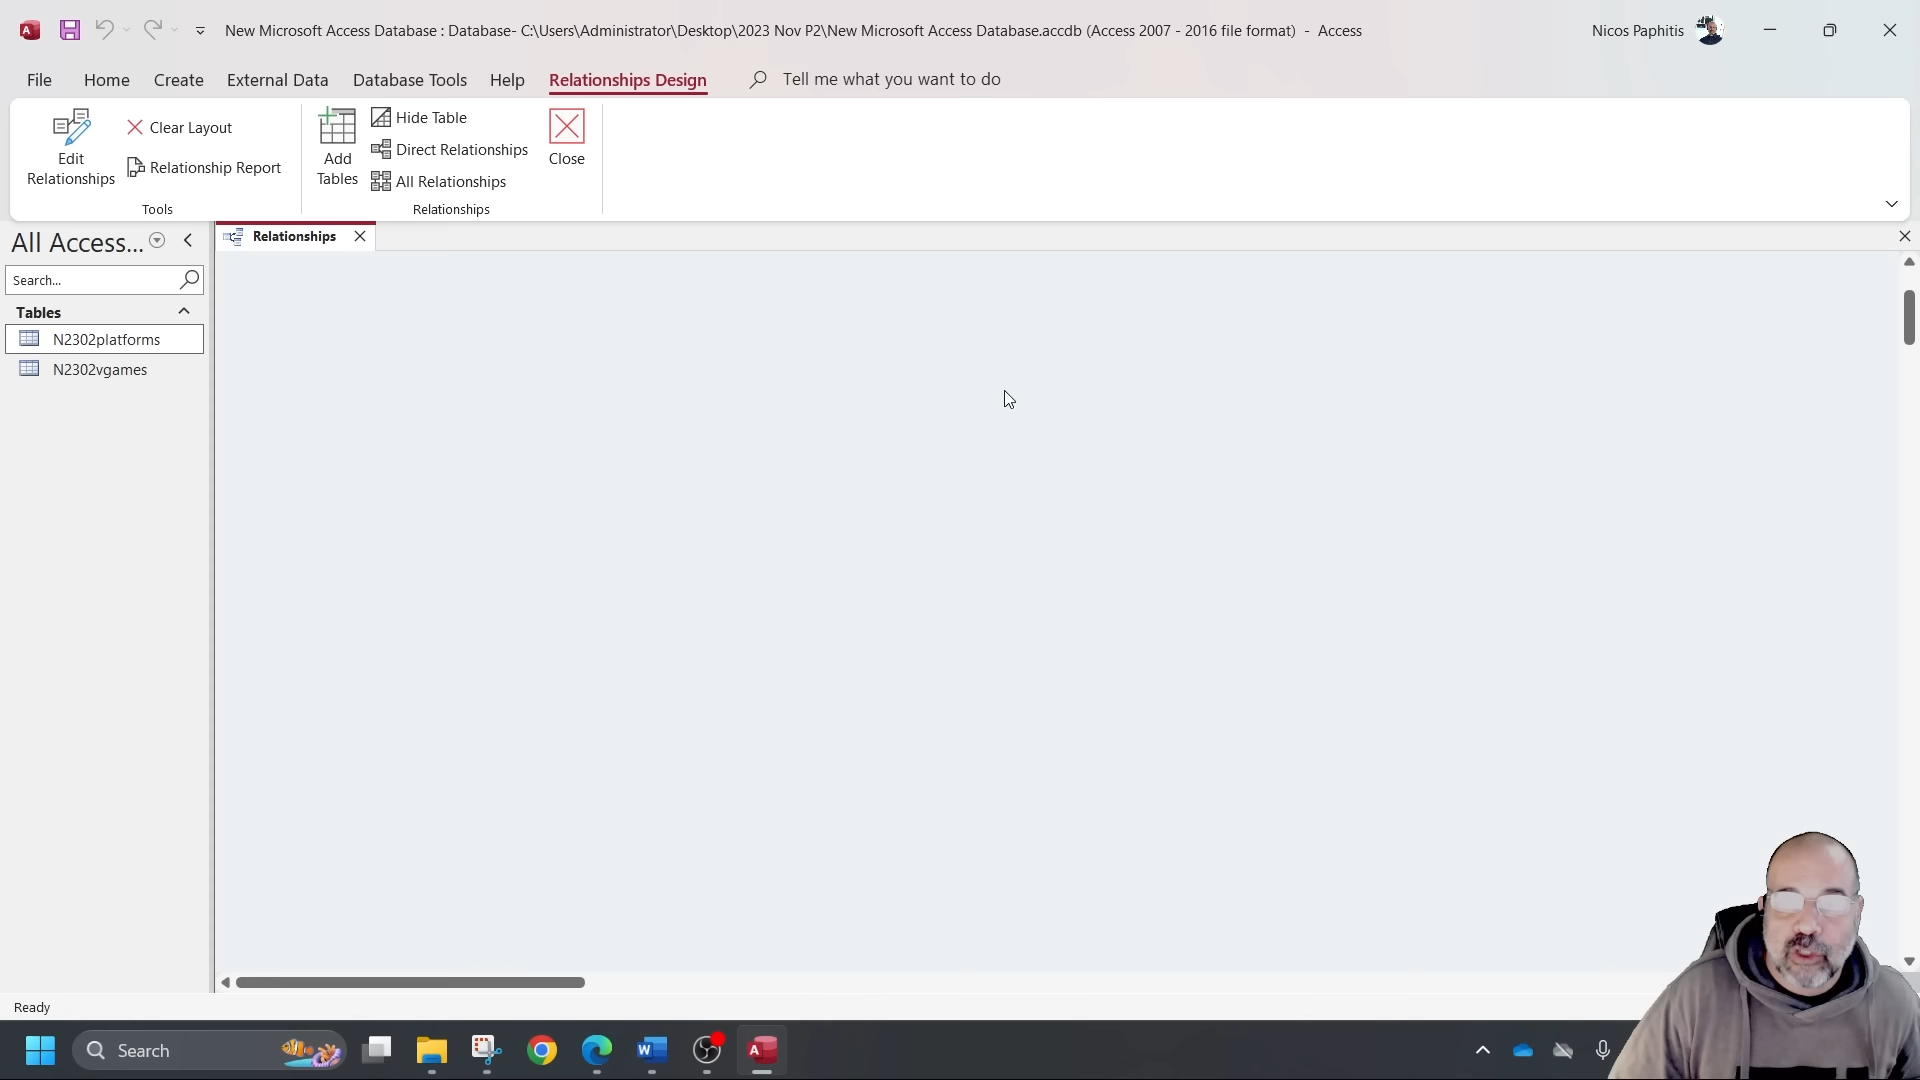 New Microsoft Access Database : Database- C:\Users\Administrator\Desktop\2023 Nov P2\New Microsoft Access Database.accdb (Access 2007 - 2016 file format) - Access
Nicos Paphitis
File Home Create External Data Database Tools Help Relationships Design Tell me what you want to do
Edit Relationships
Clear Layout
Relationship Report
Tools
Add Tables
Hide Table
Direct Relationships
All Relationships
Close
Relationships
All Access...
Relationships
Search...
Tables
N2302platforms
N2302vgames
Ready
Search